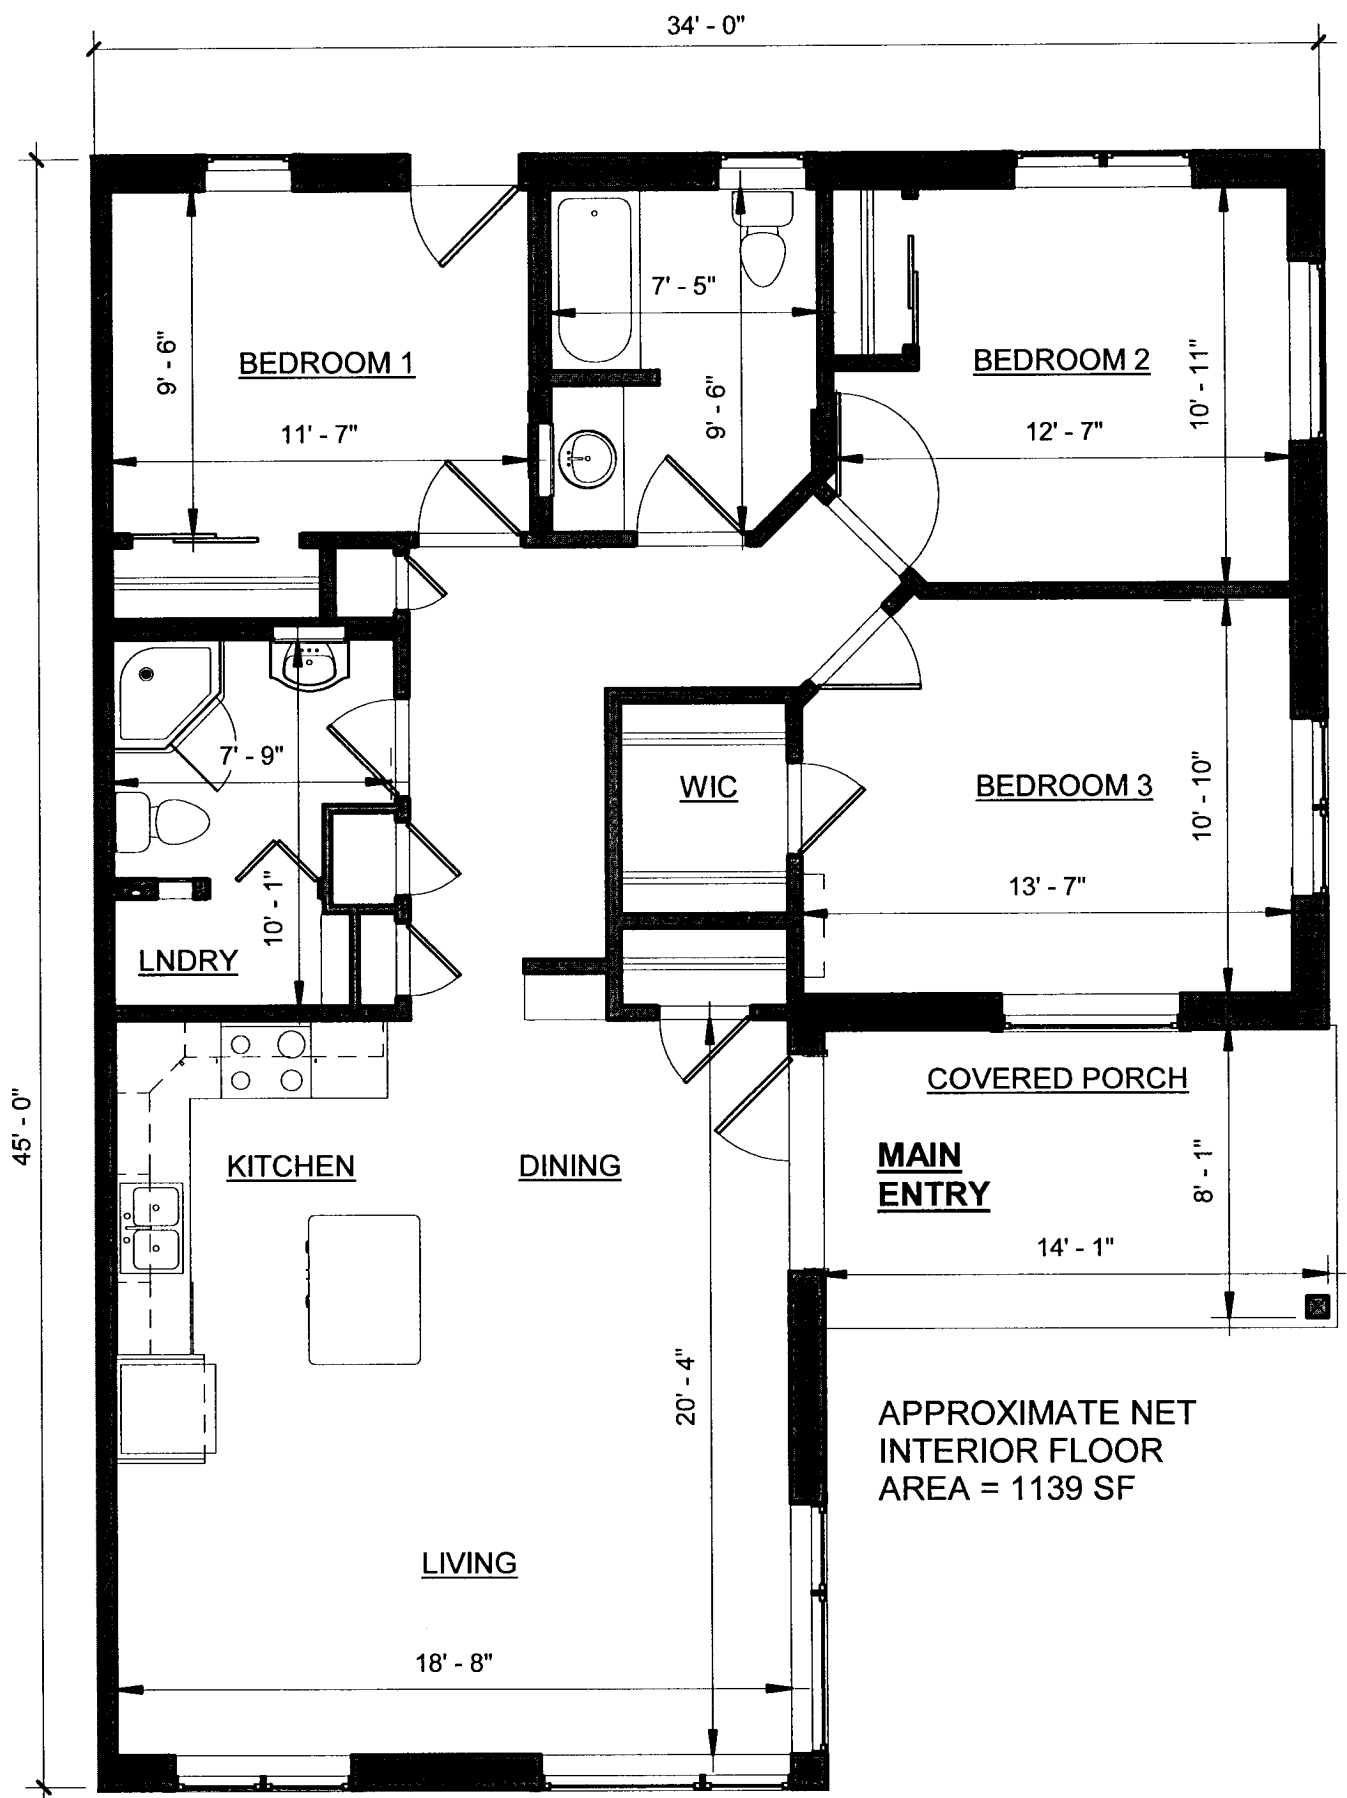 34' - 0"
7' - 5"
9' - 6"
BEDROOM 1
11' - 7"
9' - 6"
BEDROOM 2
10' - 11"
12' - 7"
7' - 9"
WIC
BEDROOM 3
10' - 10"
13' - 7"
10' - 1"
LNDRY
45' - 0"
COVERED PORCH
KITCHEN
DINING
MAIN
ENTRY
8' - 1"
14' - 1"
20' - 4"
APPROXIMATE NET
INTERIOR FLOOR
AREA = 1139 SF
LIVING
18' - 8"